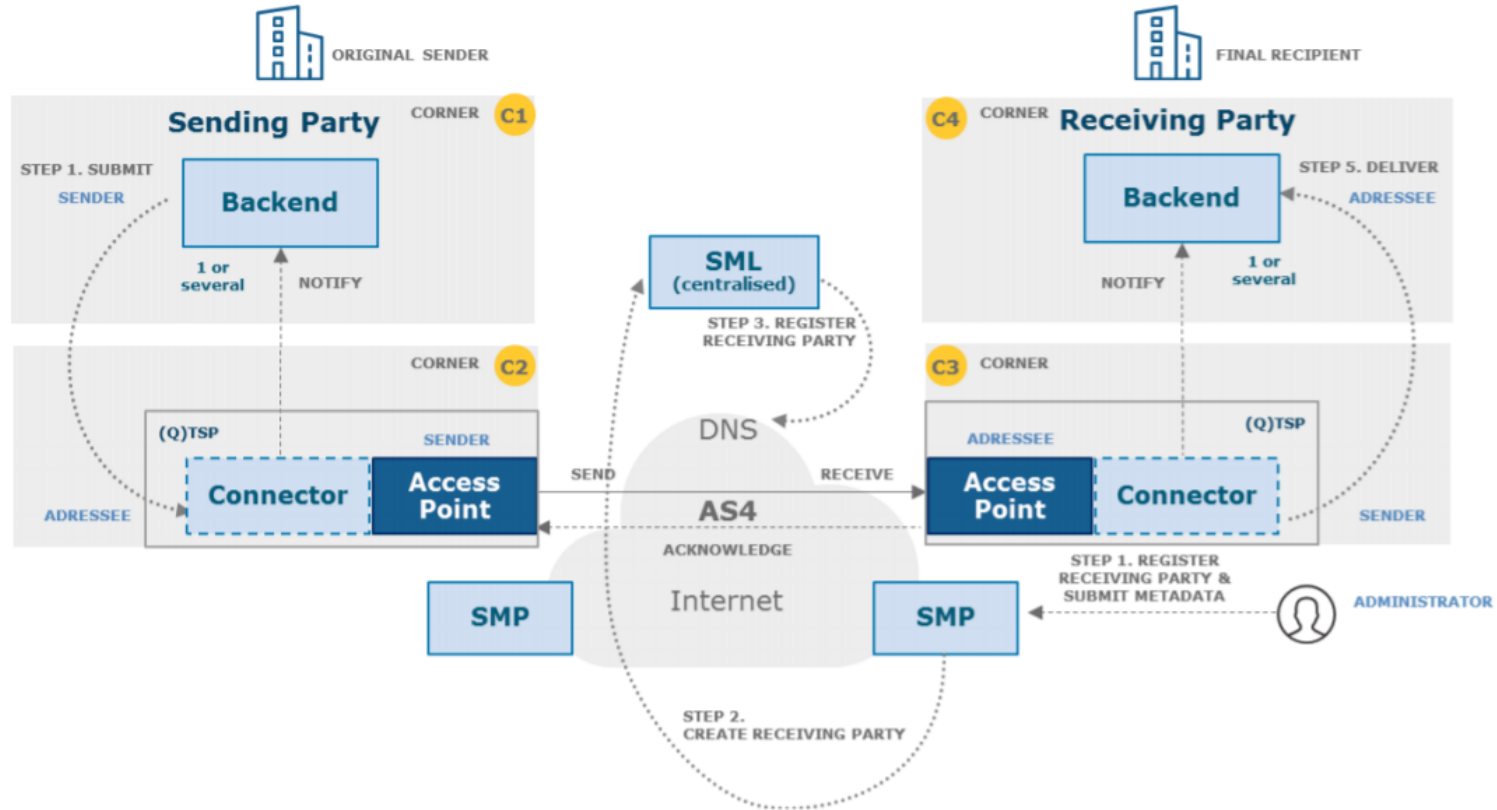 ORIGINAL SENDER
FINAL RECIPIENT
Sending Party
CORNER
C1
C4
CORNER
Receiving Party
STEP 1. SUBMIT
SENDER
Backend
1 or
several
NOTIFY
STEP 5. DELIVER
ADRESSEE
Backend
NOTIFY
1 or
several
SML
(centralised)
STEP 3. REGISTER
RECEIVING PARTY
CORNER
C2
C3
CORNER
(Q)TSP
SENDER
Connector
Access
Point
ADRESSEE
DNS
SEND
RECEIVE
AS4
ACKNOWLEDGE
Internet
(Q)TSP
ADRESSEE
Access
Point
Connector
SENDER
SMP
SMP
STEP 1. REGISTER
RECEIVING PARTY &
SUBMIT METADATA
ADMINISTRATOR
STEP 2.
CREATE RECEIVING PARTY